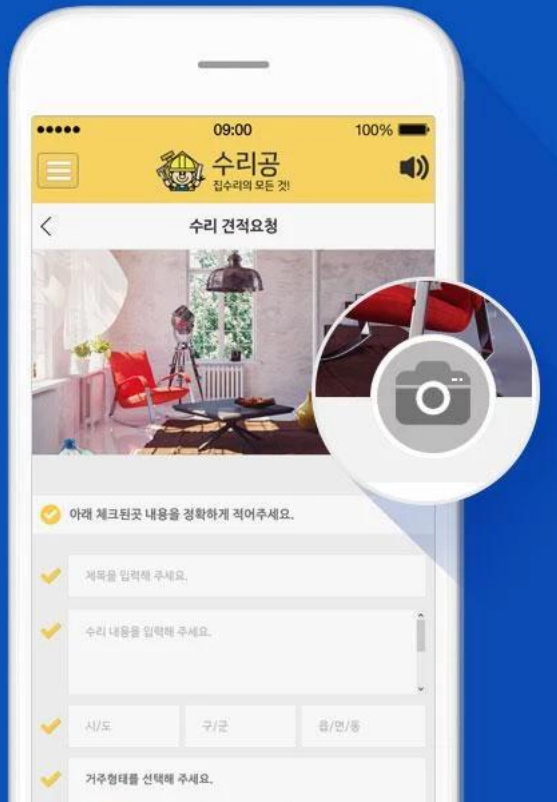 09:00
100%
수리공
집수리의 모든 것!
수리 견적요청
아래 체크된곳 내용을 정확하게 적어주세요.
제목을 입력해 주세요.
수리 내용을 입력해 주세요.
시/도 구/군 읍/면/동
거주형태를 선택해 주세요.